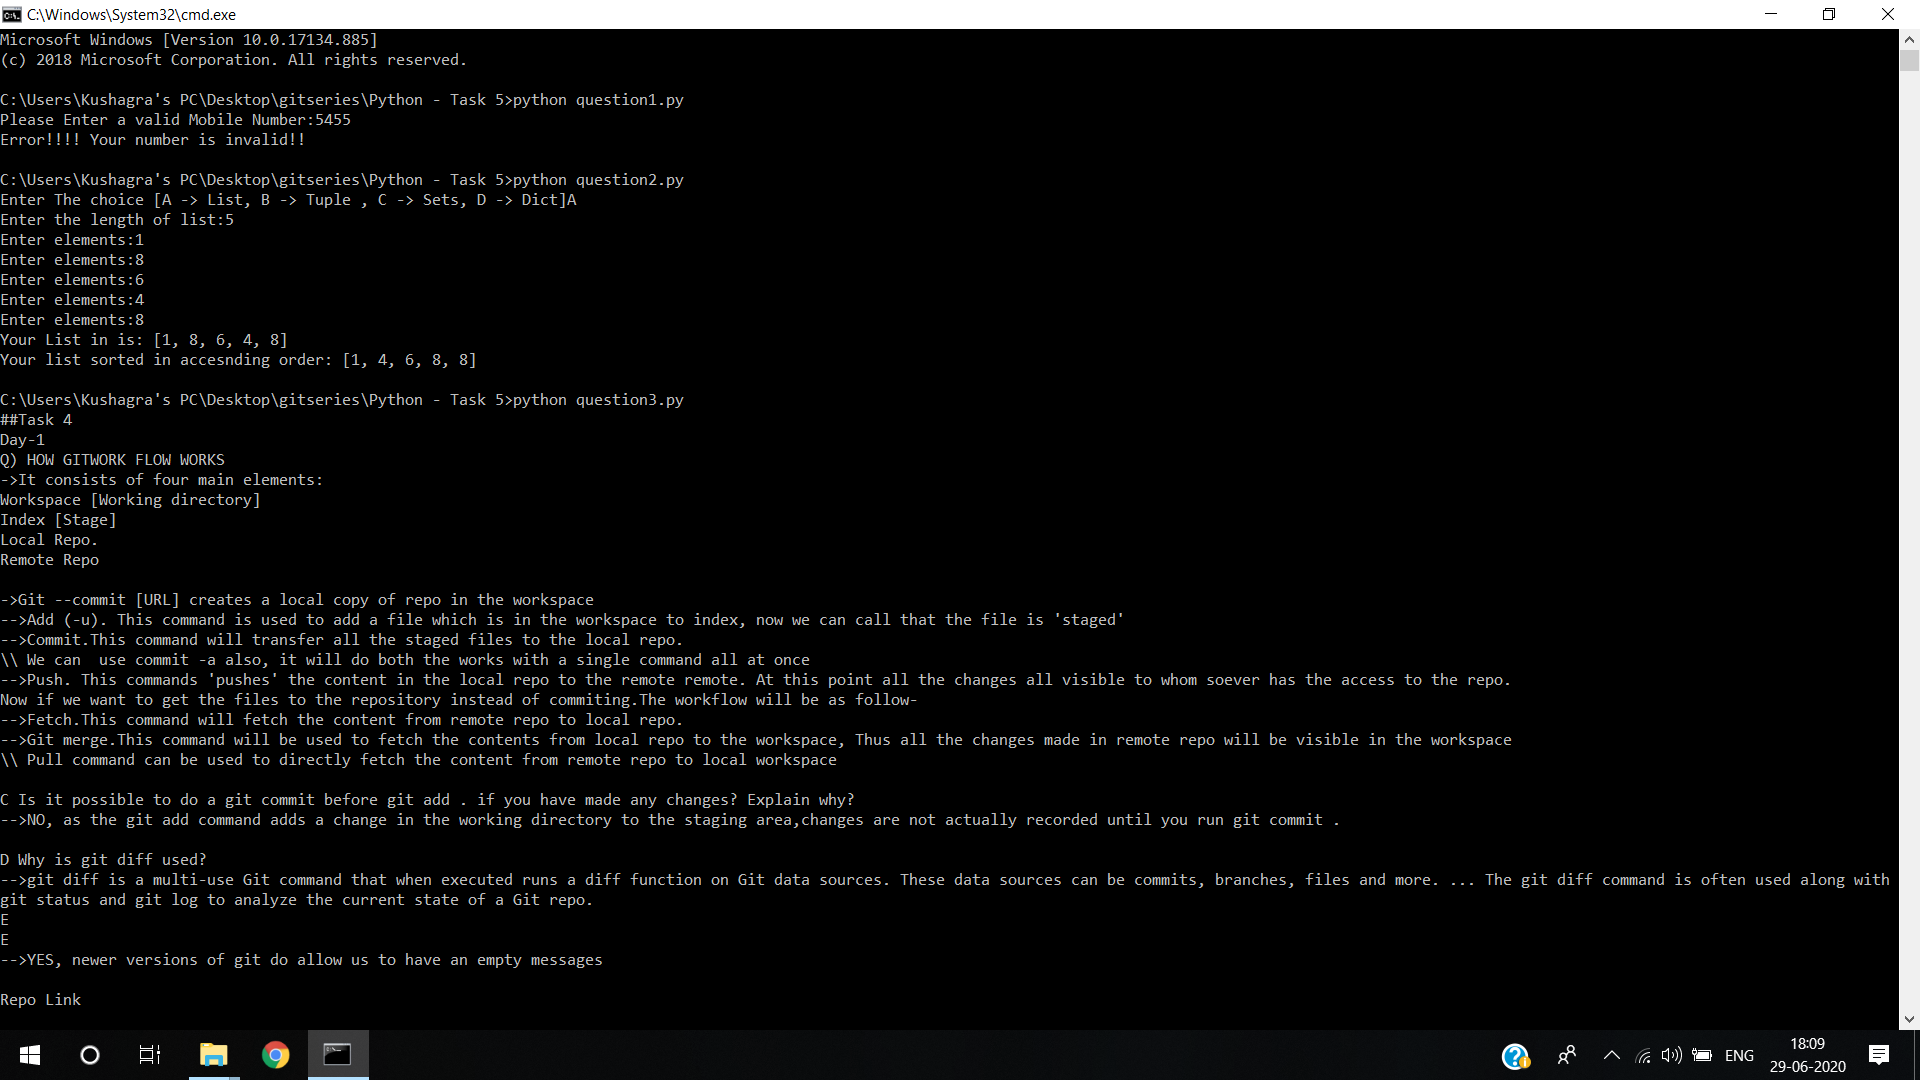 C:\Windows\System32\cmd.exe
Microsoft Windows [Version 10.0.17134.885]
(c) 2018 Microsoft Corporation. All rights reserved.
C:\Users\Kushagra's PC\Desktop\gitseries\Python - Task 5>python question1.py
Please Enter a valid Mobile Number:5455
Error!!!! Your number is invalid!!
C:\Users\Kushagra's PC\Desktop\gitseries\Python - Task 5>python question2.py
Enter The choice [A -> List, B -> Tuple , C -> Sets, D -> Dict]A
Enter the length of list:5
Enter elements:1
Enter elements:8
Enter elements:6
Enter elements:4
Enter elements:8
Your List in is: [1, 8, 6, 4, 8]
Your list sorted in accesnding order: [1, 4, 6, 8, 8]
C:\Users\Kushagra's PC\Desktop\gitseries\Python - Task 5>python question3.py
##Task 4
Day-1
Q) HOW GITWORK FLOW WORKS
->It consists of four main elements:
Workspace [Working directory]
Index [Stage]
Local Repo.
Remote Repo
->Git --commit [URL] creates a local copy of repo in the workspace
-->Add (-u). This command is used to add a file which is in the workspace to index, now we can call that the file is 'staged'
-->Commit.This command will transfer all the staged files to the local repo.
\\ We can  use commit -a also, it will do both the works with a single command all at once
-->Push. This commands 'pushes' the content in the local repo to the remote remote. At this point all the changes all visible to whom soever has the access to the repo.
Now if we want to get the files to the repository instead of commiting.The workflow will be as follow-
-->Fetch.This command will fetch the content from remote repo to local repo.
-->Git merge.This command will be used to fetch the contents from local repo to the workspace, Thus all the changes made in remote repo will be visible in the workspace
\\ Pull command can be used to directly fetch the content from remote repo to local workspace
C Is it possible to do a git commit before git add . if you have made any changes? Explain why?
-->NO, as the git add command adds a change in the working directory to the staging area,changes are not actually recorded until you run git commit .
D Why is git diff used?
-->git diff is a multi-use Git command that when executed runs a diff function on Git data sources. These data sources can be commits, branches, files and more. ... The git diff command is often used along with
git status and git log to analyze the current state of a Git repo.
E
E
-->YES, newer versions of git do allow us to have an empty messages
Repo Link
ENG
18:09
29-06-2020